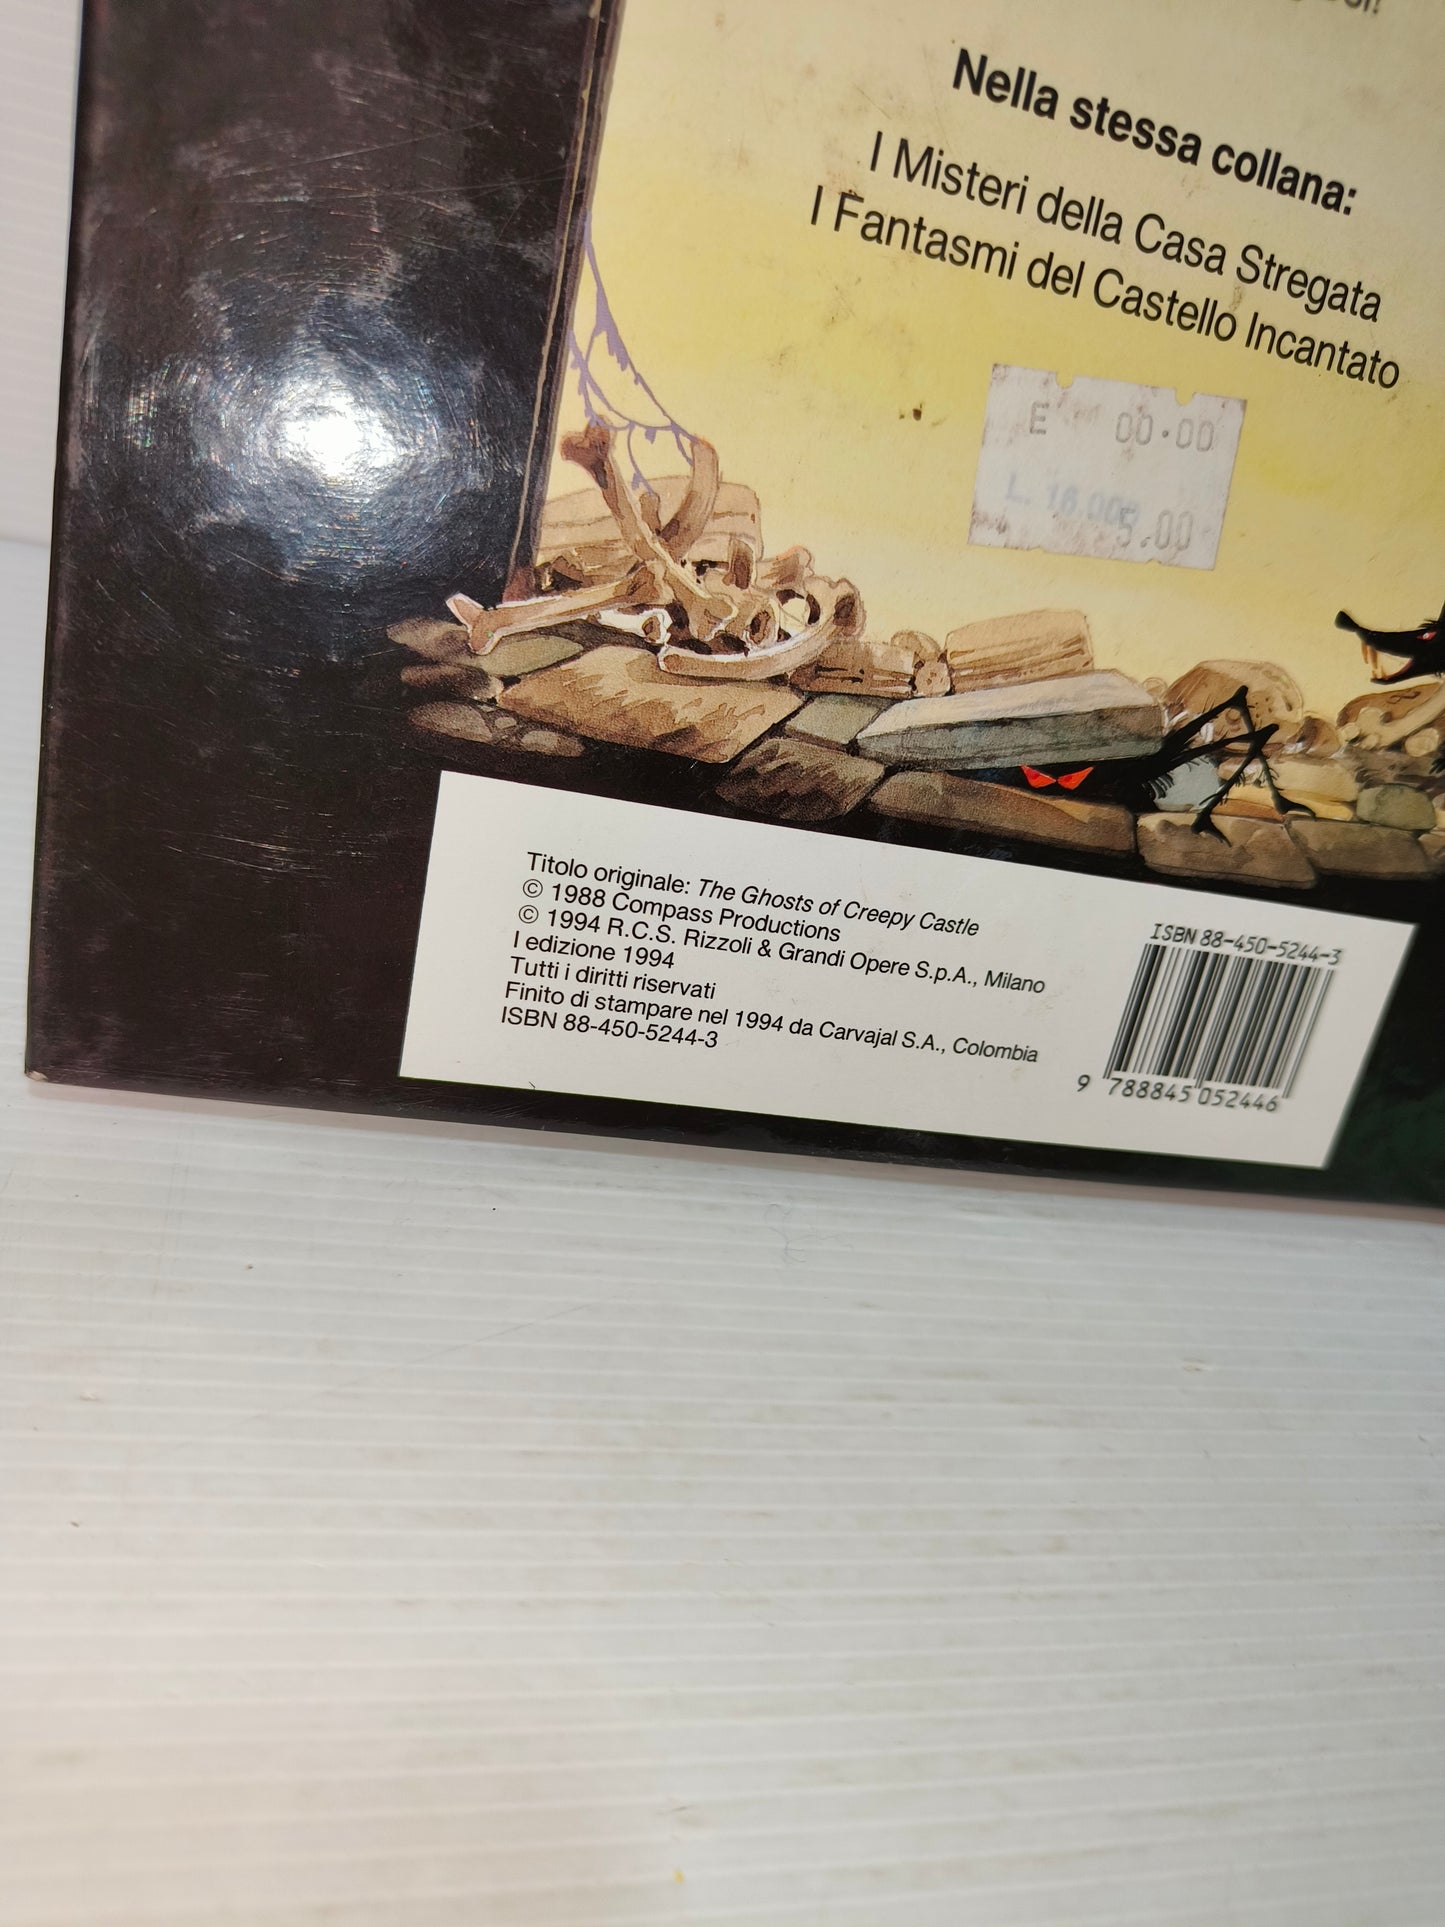 Nella stessa collana:
I Misteri della Casa Stregata
I Fantasmi del Castello Incantato
E 00.00
5.00
Titolo originale: The Ghosts of Creepy Castle
© 1988 Compass Productions
© 1994 R.C.S. Rizzoli & Grandi Opere S.p.A., Milano
I edizione 1994
Tutti i diritti riservati
Finito di stampare nel 1994 da Carvajal S.A., Colombia
ISBN 88-450-5244-3
ISBN 88-450-5244-3
9 788845 052446